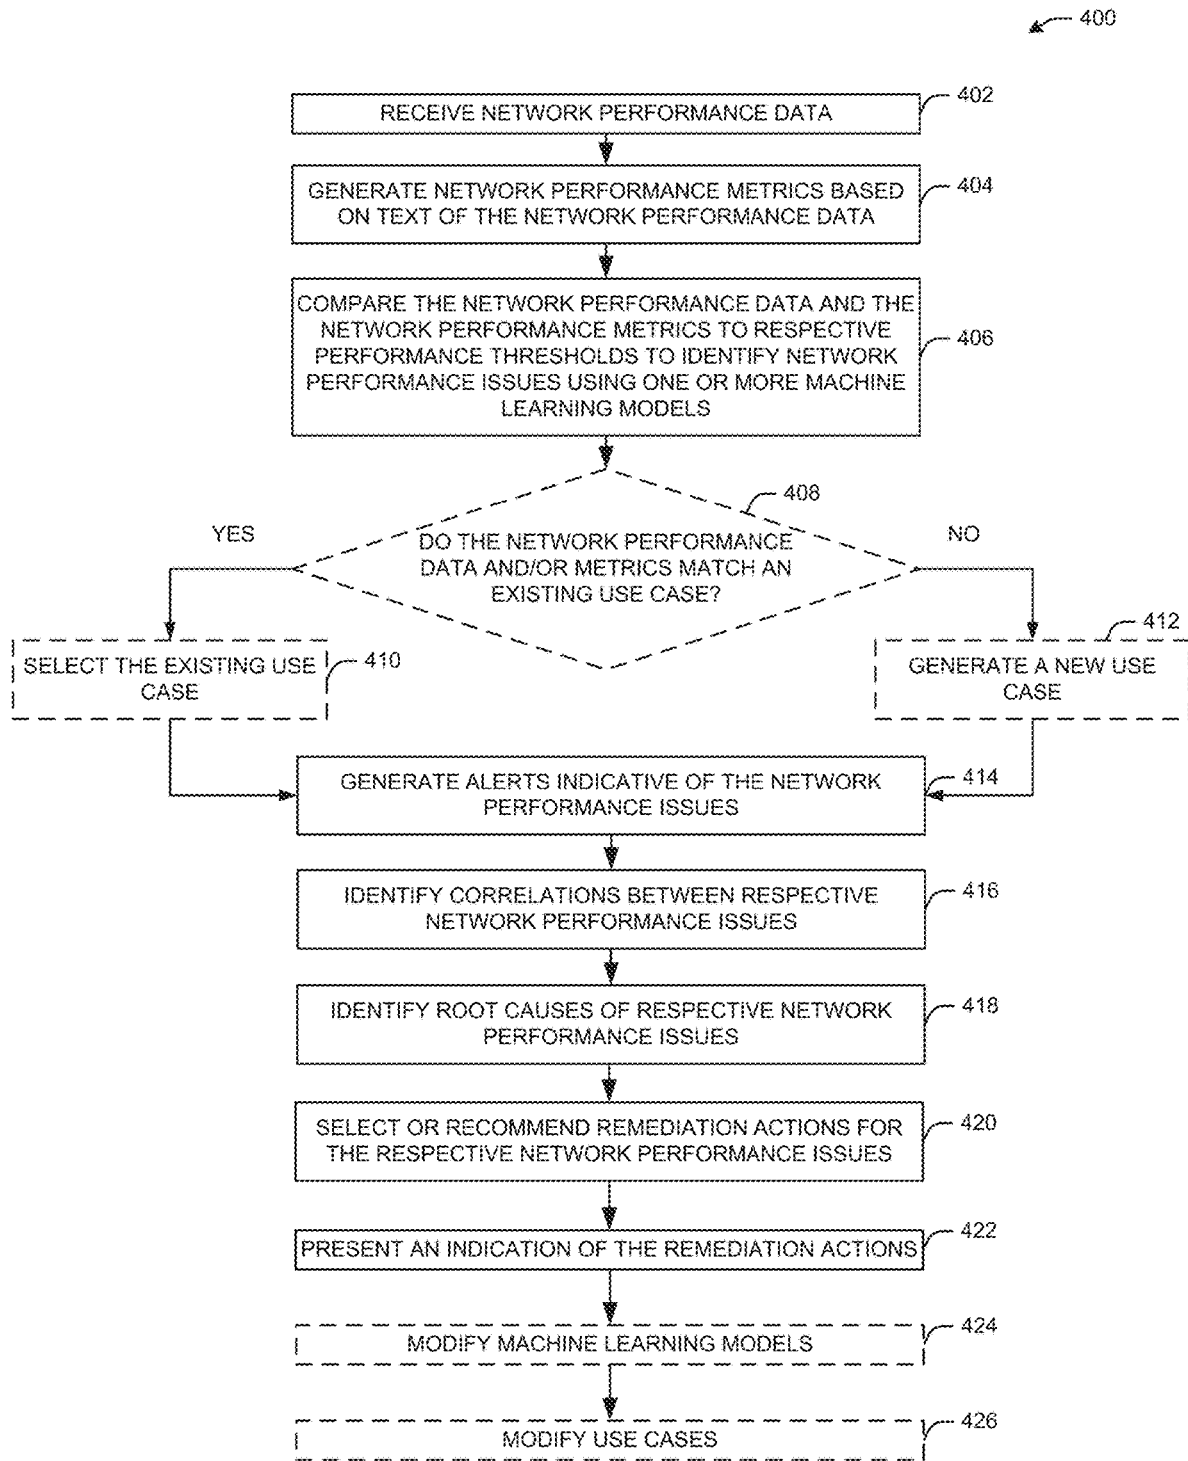 400
RECEIVE NETWORK PERFORMANCE DATA
402
GENERATE NETWORK PERFORMANCE METRICS BASED
ON TEXT OF THE NETWORK PERFORMANCE DATA
404
COMPARE THE NETWORK PERFORMANCE DATA AND THE
NETWORK PERFORMANCE METRICS TO RESPECTIVE
PERFORMANCE THRESHOLDS TO IDENTIFY NETWORK
PERFORMANCE ISSUES USING ONE OR MORE MACHINE
LEARNING MODELS
406
408
YES
NO
DO THE NETWORK PERFORMANCE
DATA AND/OR METRICS MATCH AN
EXISTING USE CASE?
SELECT THE EXISTING USE
CASE
410
412
GENERATE A NEW USE
CASE
GENERATE ALERTS INDICATIVE OF THE NETWORK
PERFORMANCE ISSUES
414
IDENTIFY CORRELATIONS BETWEEN RESPECTIVE
NETWORK PERFORMANCE ISSUES
416
IDENTIFY ROOT CAUSES OF RESPECTIVE NETWORK
PERFORMANCE ISSUES
418
SELECT OR RECOMMEND REMEDIATION ACTIONS FOR
THE RESPECTIVE NETWORK PERFORMANCE ISSUES
420
PRESENT AN INDICATION OF THE REMEDIATION ACTIONS
422
MODIFY MACHINE LEARNING MODELS
424
MODIFY USE CASES
426